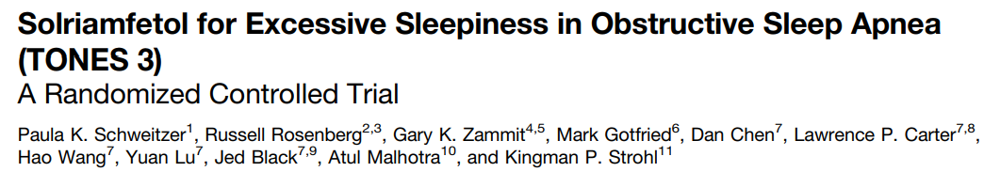 Solriamfetol for Excessive Sleepiness in Obstructive Sleep Apnea
(TONES 3)
A Randomized Controlled Trial
Paula K. Schweitzer1, Russell Rosenberg2,3, Gary K. Zammit4,5, Mark Gotfried6, Dan Chen7, Lawrence P. Carter7,8,
Hao Wang7, Yuan Lu7, Jed Black7,9, Atul Malhotra10, and Kingman P. Strohl11